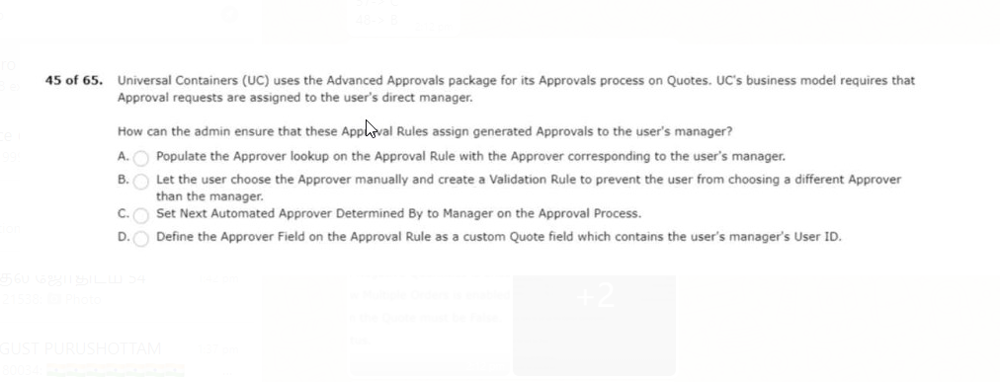 45 of 65. Universal Containers (UC) uses the Advanced Approvals package for its Approvals process on Quotes. UC's business model requires that
Approval requests are assigned to the user's direct manager.
How can the admin ensure that these Approval Rules assign generated Approvals to the user's manager?
A. Populate the Approver lookup on the Approval Rule with the Approver corresponding to the user's manager.
B. Let the user choose the Approver manually and create a Validation Rule to prevent the user from choosing a different Approver
than the manager.
C. Set Next Automated Approver Determined By to Manager on the Approval Process.
D. Define the Approver Field on the Approval Rule as a custom Quote field which contains the user's manager's User ID.
+2
GUST PURUSHOTTAM